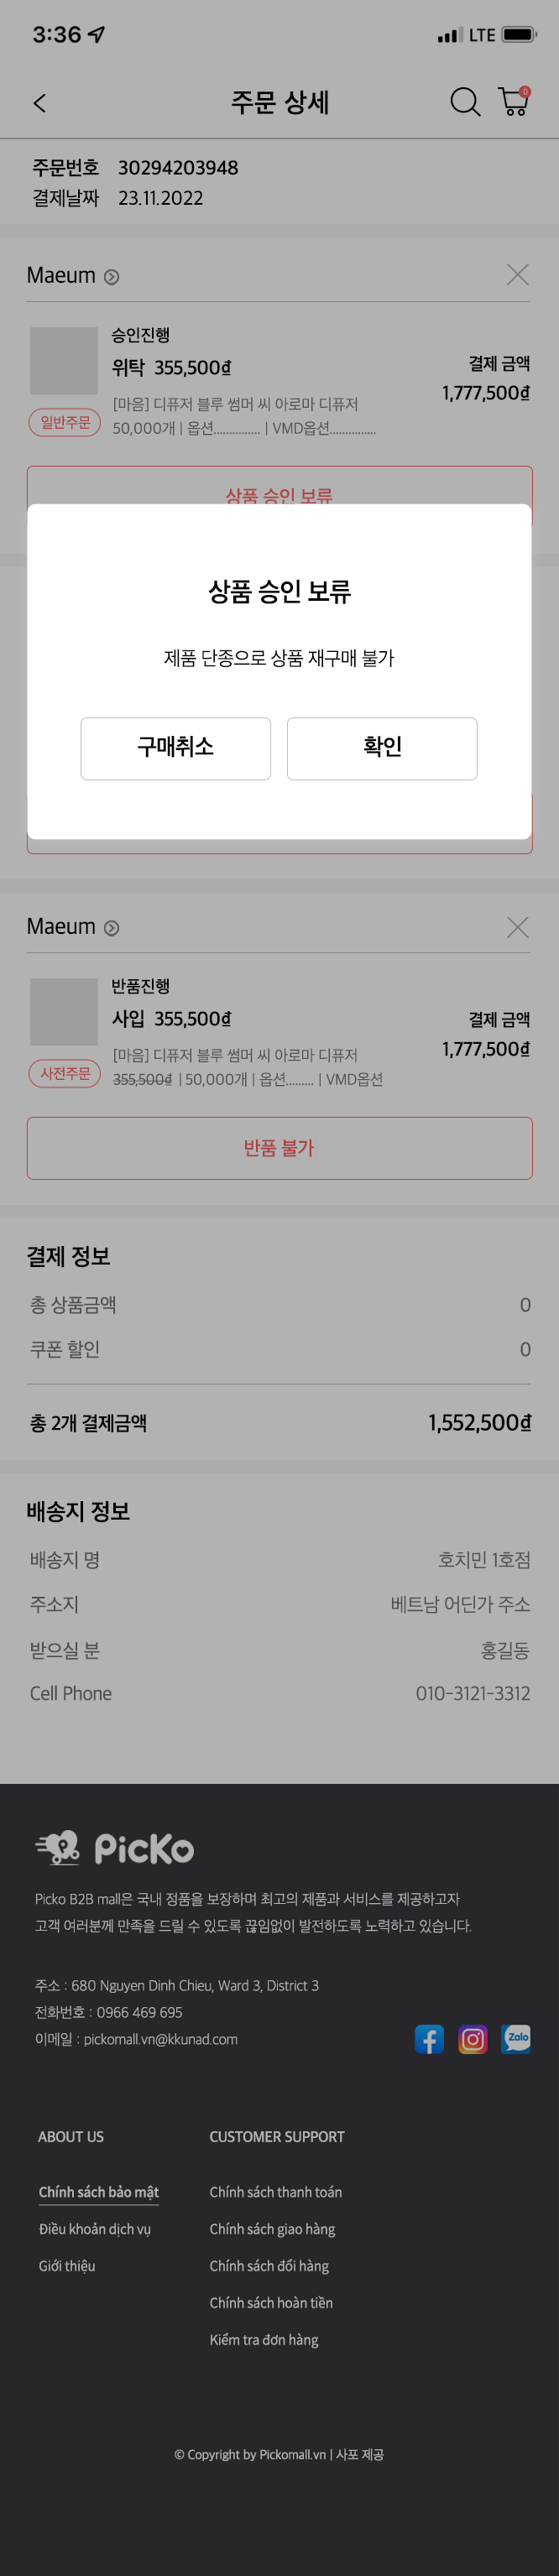 3:36
LTE
주문 상세
0
주문번호 30294203948
결제날짜 23.11.2022
Maeum
승인진행
위탁 355,500₫
결제 금액
1,777,500₫
일반주문
[마음] 디퓨저 블루 썸머 씨 아로마 디퓨저
50,000개 | 옵션............... | VMD옵션...............
상품 승인 보류
상품 승인 보류
제품 단종으로 상품 재구매 불가
구매취소
확인
Maeum
반품진행
사입 355,500₫
결제 금액
1,777,500₫
사전주문
[마음] 디퓨저 블루 썸머 씨 아로마 디퓨저
355,500₫ | 50,000개 | 옵션......... | VMD옵션
반품 불가
결제 정보
총 상품금액 0
쿠폰 할인 0
총 2개 결제금액 1,552,500₫
배송지 정보
배송지 명 호치민 1호점
주소지 베트남 어딘가 주소
받으실 분 홍길동
Cell Phone 010-3121-3312
PicKo
Picko B2B mall은 국내 정품을 보장하며 최고의 제품과 서비스를 제공하고자
고객 여러분께 만족을 드릴 수 있도록 끊임없이 발전하도록 노력하고 있습니다.
주소 : 680 Nguyen Dinh Chieu, Ward 3, District 3
전화번호 : 0966 469 695
이메일 : pickomall.vn@kkunad.com
Zalo
ABOUT US
Chính sách bảo mật
Điều khoản dịch vụ
Giới thiệu
CUSTOMER SUPPORT
Chính sách thanh toán
Chính sách giao hàng
Chính sách đổi hàng
Chính sách hoàn tiền
Kiểm tra đơn hàng
© Copyright by Pickomall.vn | 사포 제공